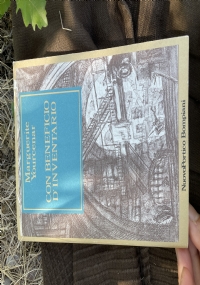 Marguerite
Yourcenar
CON BENEFICIO
D'INVENTARIO
NuovoPortico Bompiani